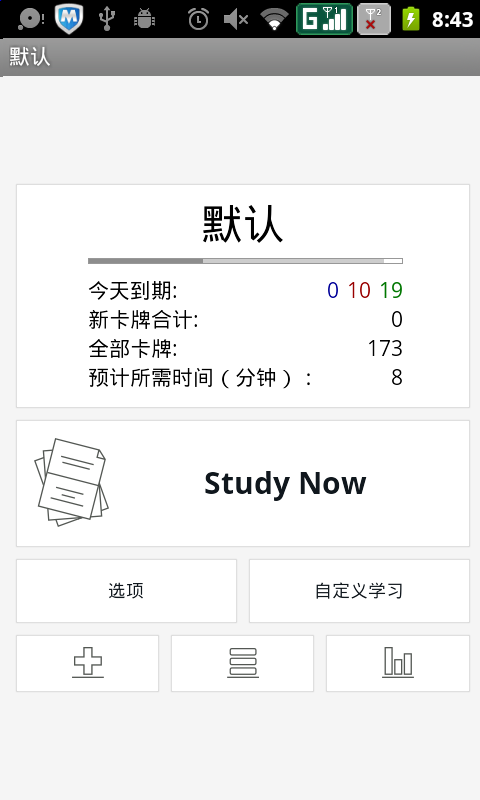 8:43
默认
默认
今天到期: 0 10 19
新卡牌合计: 0
全部卡牌: 173
预计所需时间（分钟）： 8
Study Now
选项 自定义学习